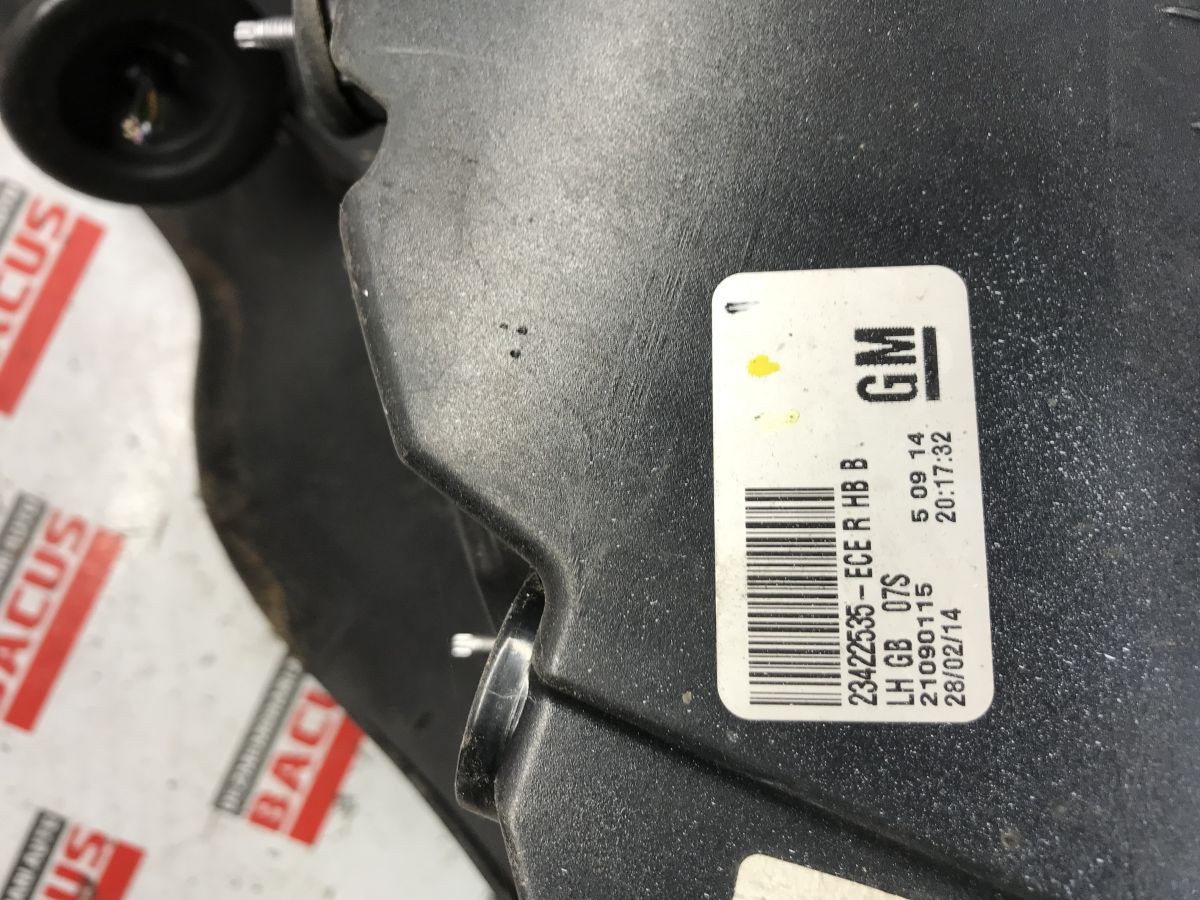 GM
23422535-ECE R HB B
LH GB 07S
21090115 5 09 14
28/02/14 20:17:32
BACUS
BACUS
BACUS